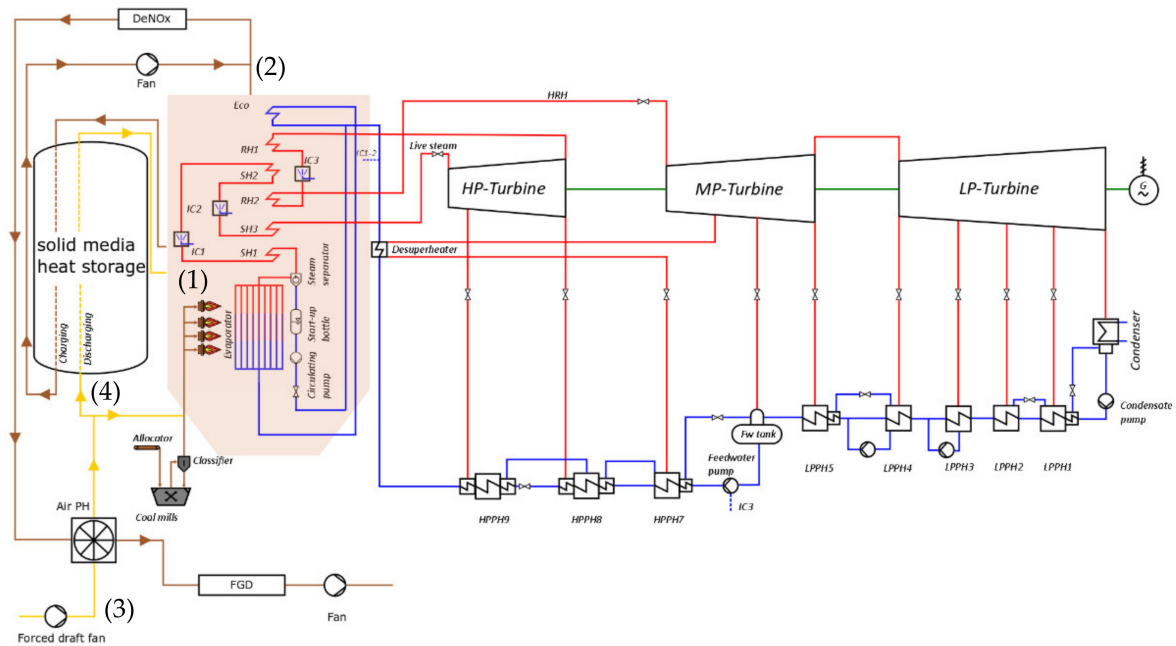 DeNOx
Fan
(2)
Eco
HRH
RH1
IC3
IC1-2
Live steam
SH2
HP-Turbine
MP-Turbine
LP-Turbine
G
~
IC2
RH2
SH3
solid media
heat storage
IC1
SH1
Desuperheater
(1)
Steam
separator
Charging
Discharging
Evaporator
Start-up
bottle
Circulating
pump
Condenser
(4)
Condensate
pump
Allocator
Classifier
Fw tank
Feedwater
pump
LPPH5
LPPH4
LPPH3
LPPH2
LPPH1
Coal mills
Air PH
HPPH9
HPPH8
HPPH7
IC3
FGD
Fan
(3)
Forced draft fan